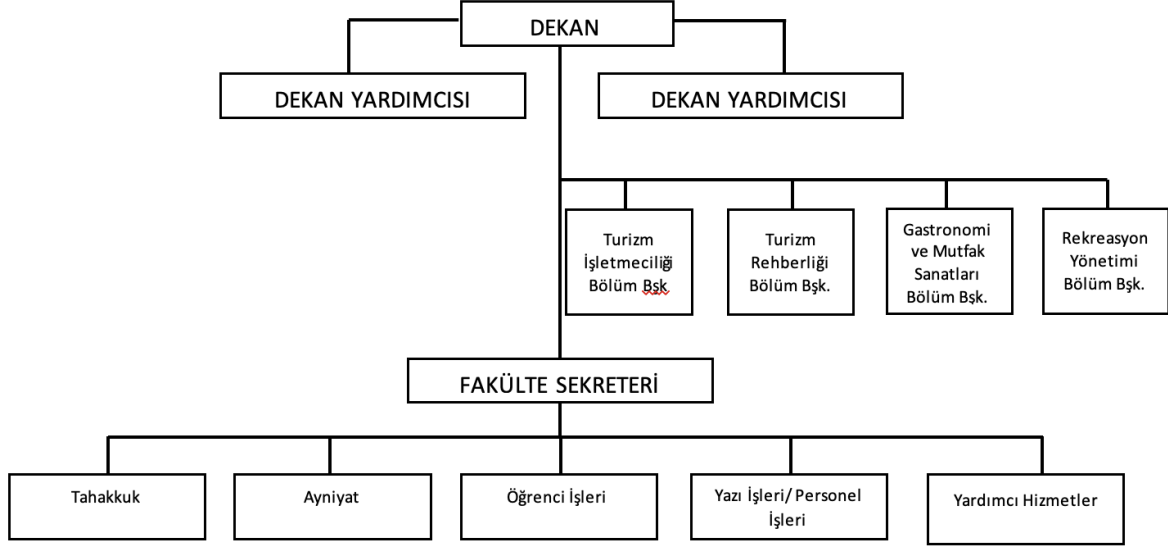 DEKAN
DEKAN YARDIMCISI
DEKAN YARDIMCISI
Turizm
İşletmeciliği
Bölüm Bşk
Turizm
Rehberliği
Bölüm Bşk.
Gastronomi
ve Mutfak
Sanatları
Bölüm Bşk.
Rekreasyon
Yönetimi
Bölüm Bşk.
FAKÜLTE SEKRETERİ
Tahakkuk
Ayniyat
Öğrenci İşleri
Yazı İşleri/ Personel
İşleri
Yardımcı Hizmetler